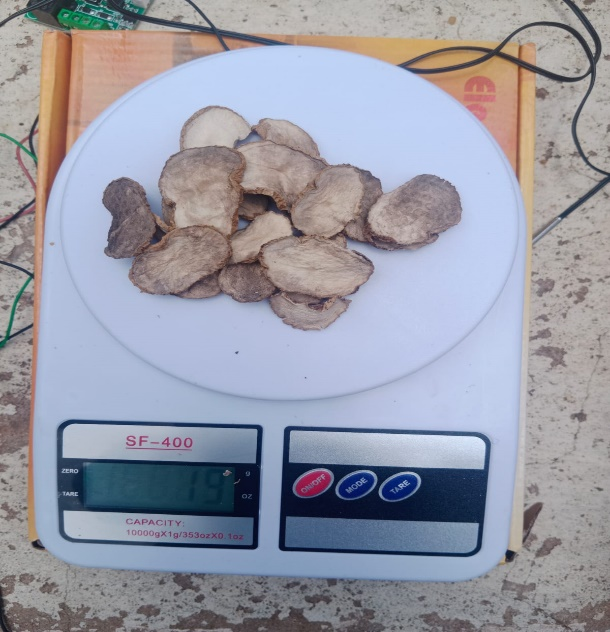 SF-400
ZERO
TARE
19
g
OZ
CAPACITY:
10000gX1g/353ozX0.1oz
ON/OFF
MODE
TARE